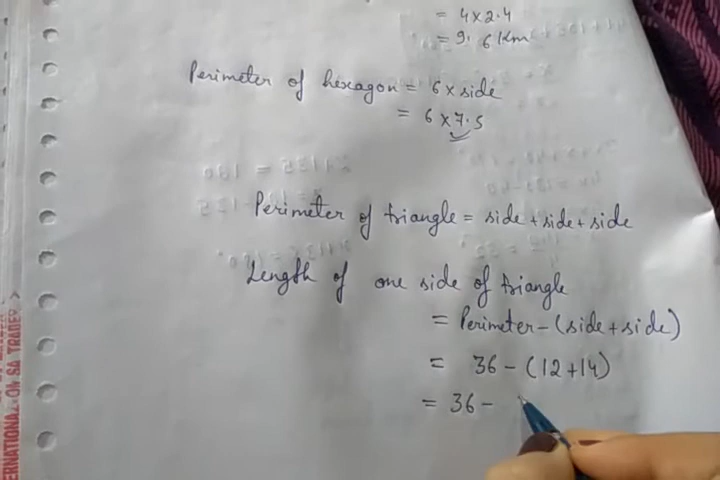 = 4 x 2.4
= 9.6 Km
Perimeter of hexagon = 6 x side
= 6 x 7.5
Perimeter of triangle = side + side + side
Length of one side of triangle
= Perimeter - (side + side)
= 36 - (12 + 14)
= 36 -